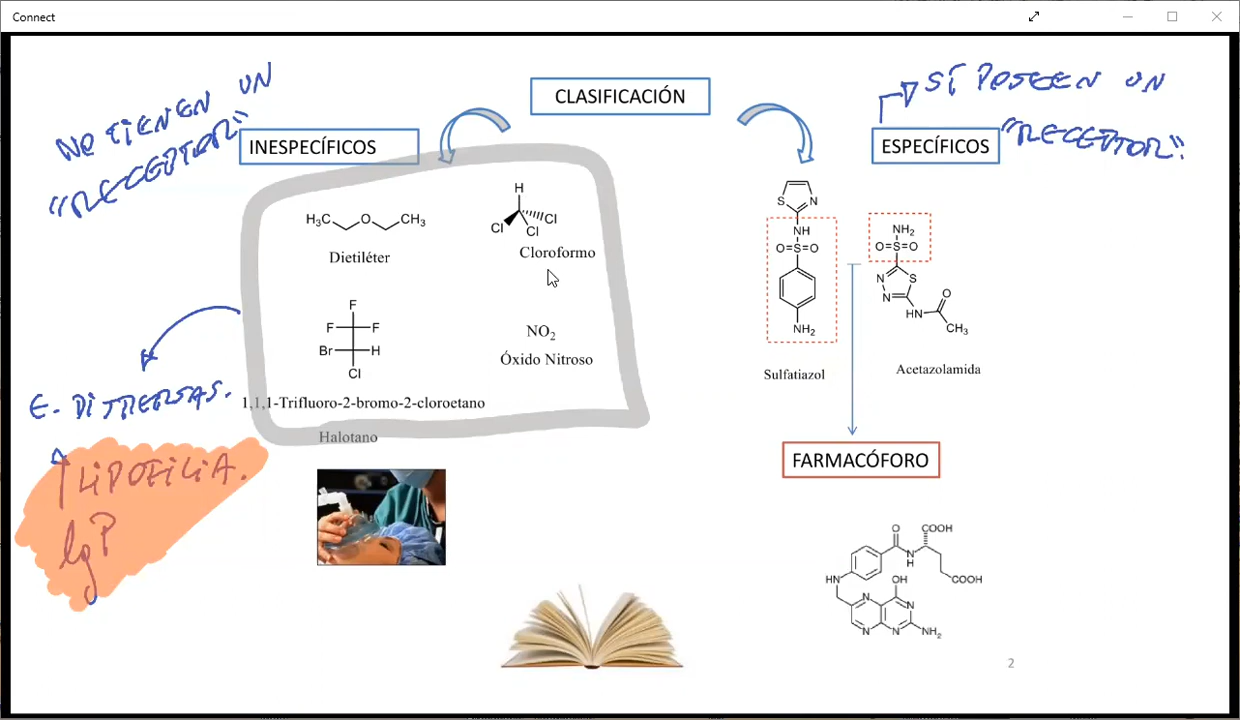 Connect
CLASIFICACIÓN
NO TIENEN UN
"RECEPTOR"
INESPECÍFICOS
SÍ POSEEN UN
"RECEPTOR".
ESPECÍFICOS
H₃C O CH₃
Dietiléter
H
Cl Cl
Cl
Cloroformo
F
F F
Br H
Cl
1,1,1-Trifluoro-2-bromo-2-cloroetano
Halotano
NO₂
Óxido Nitroso
E- DIVERSAS.
↑ LIPOFILIA.
lgP
S N
NH
O=S=O
NH₂
Sulfatiazol
NH₂
O=S=O
N S
N
HN O
CH₃
Acetazolamida
FARMACÓFORO
O COOH
N
H
COOH
HN OH
N N
N N NH₂
2